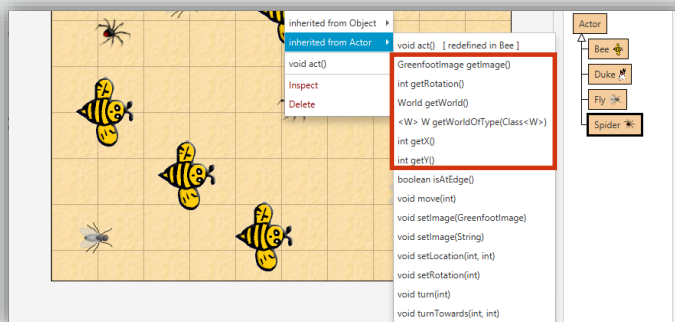 inherited from Object
inherited from Actor
void act()
Inspect
Delete
void act() [ redefined in Bee ]
GreenfootImage getImage()
int getRotation()
World getWorld()
<W> W getWorldOfType(Class<W>)
int getX()
int getY()
boolean isAtEdge()
void move(int)
void setImage(GreenfootImage)
void setImage(String)
void setLocation(int, int)
void setRotation(int)
void turn(int)
void turnTowards(int, int)
Actor
Bee
Duke
Fly
Spider